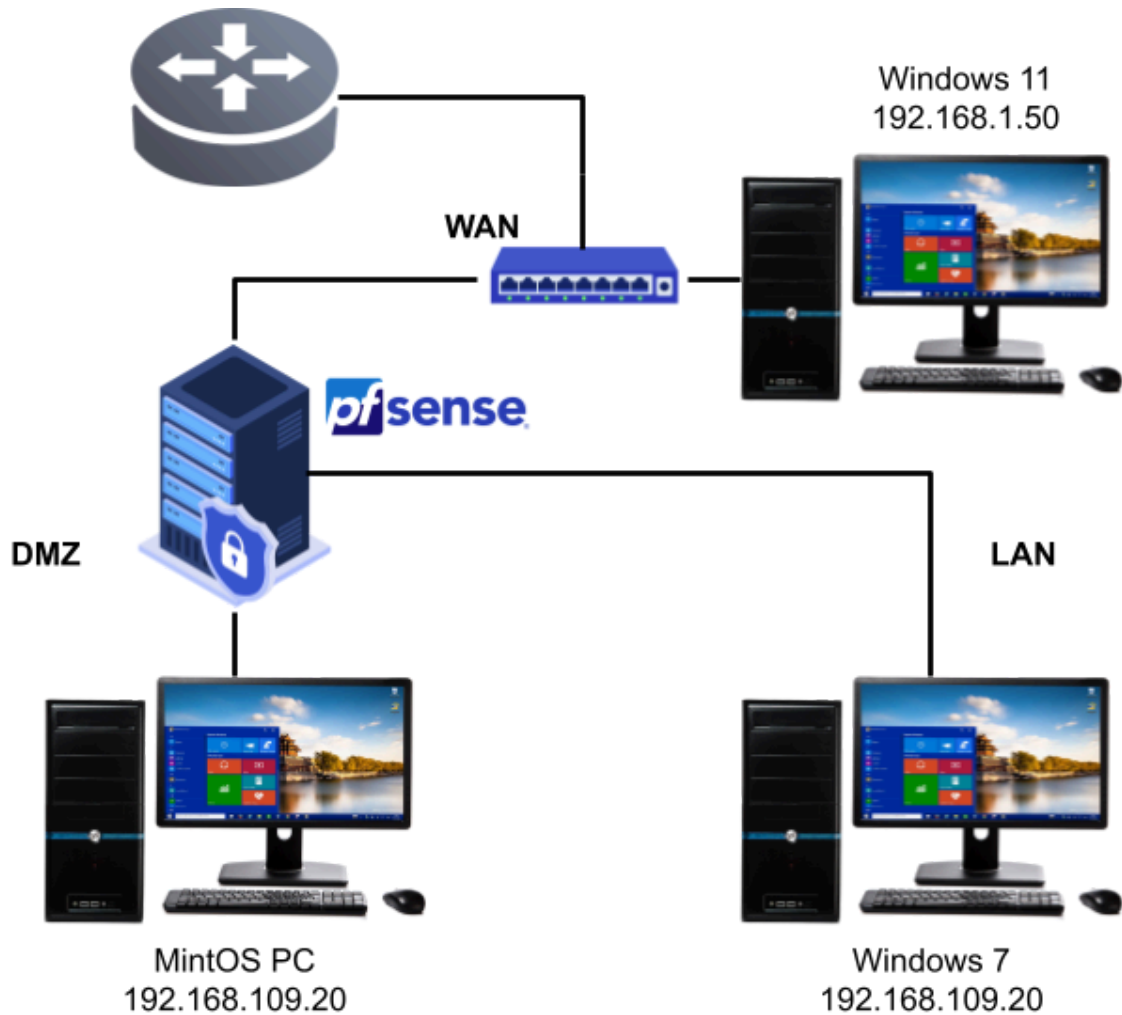 Windows 11
192.168.1.50
WAN
pfsense
DMZ
LAN
MintOS PC
192.168.109.20
Windows 7
192.168.109.20